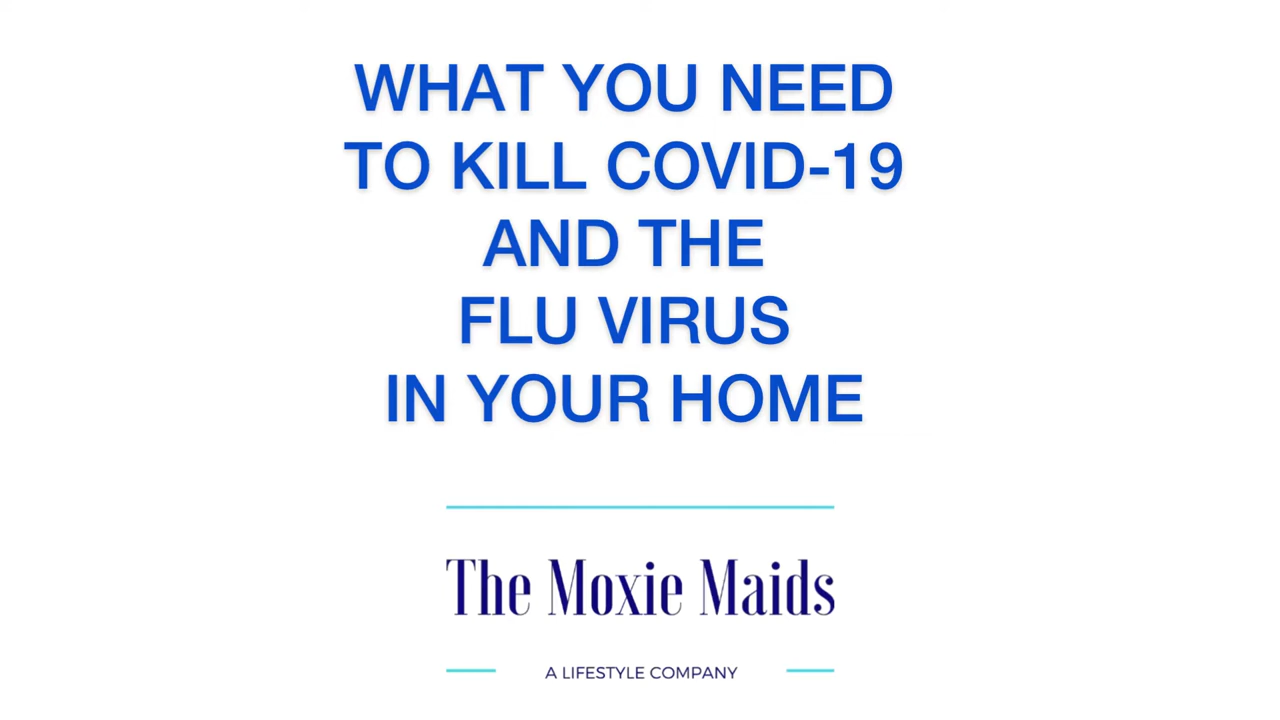 WHAT YOU NEED
TO KILL COVID-19
AND THE
FLU VIRUS
IN YOUR HOME
The Moxie Maids
A LIFESTYLE COMPANY